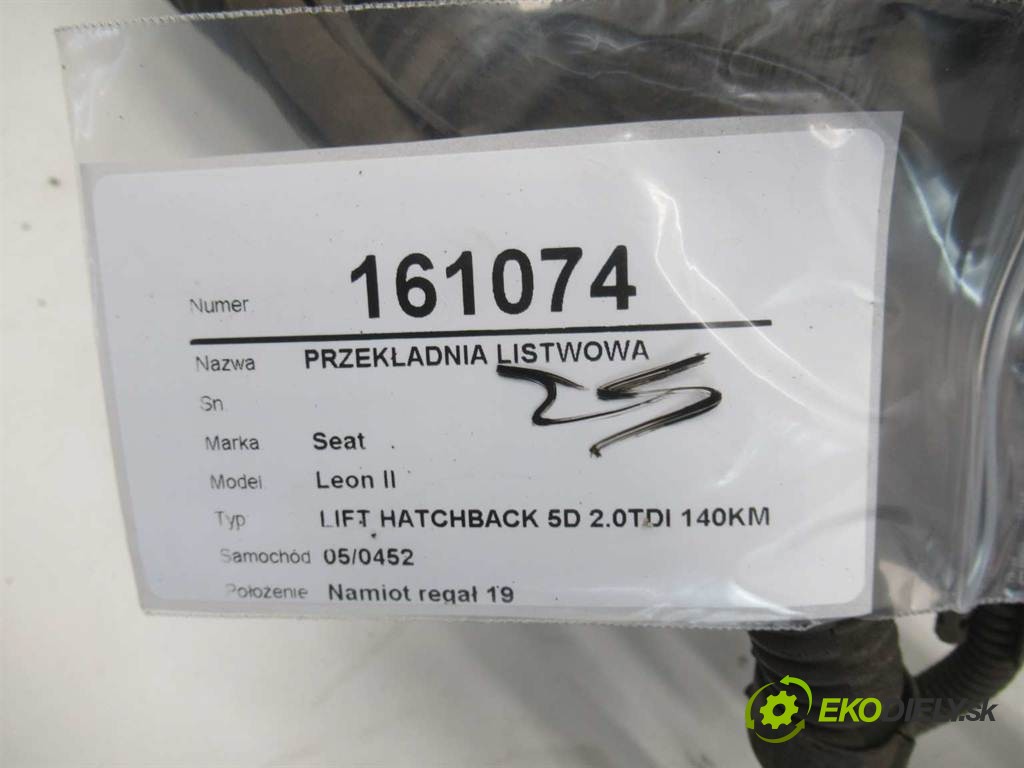 Numer 161074
Nazwa PRZEKŁADNIA LISTWOWA
Sn
Marka Seat
Model Leon II
Typ LIFT HATCHBACK 5D 2.0TDI 140KM
Samochód 05/0452
Położenie Namiot regał 19
EKODIELY.sk